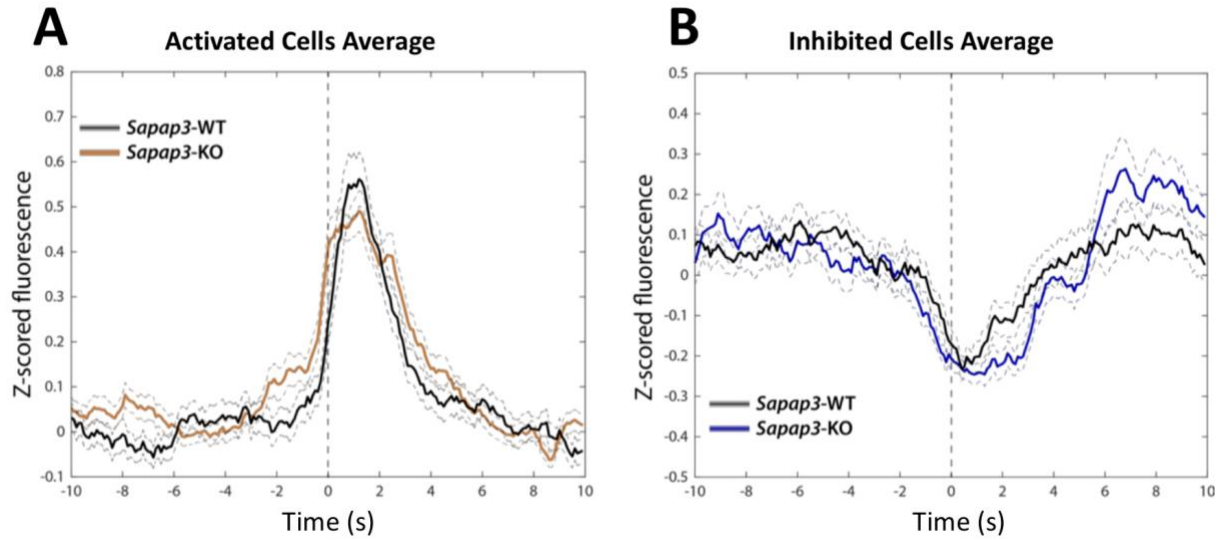 A
Activated Cells Average
0.8
0.7
0.6
0.5
0.4
0.3
0.2
0.1
0
-0.1
Z-scored fluorescence
Sapap3-WT
Sapap3-KO
-10 -8 -6 -4 -2 0 2 4 6 8 10
Time (s)
B
Inhibited Cells Average
0.5
0.4
0.3
0.2
0.1
0
-0.1
-0.2
-0.3
-0.4
-0.5
Z-scored fluorescence
Sapap3-WT
Sapap3-KO
-10 -8 -6 -4 -2 0 2 4 6 8 10
Time (s)